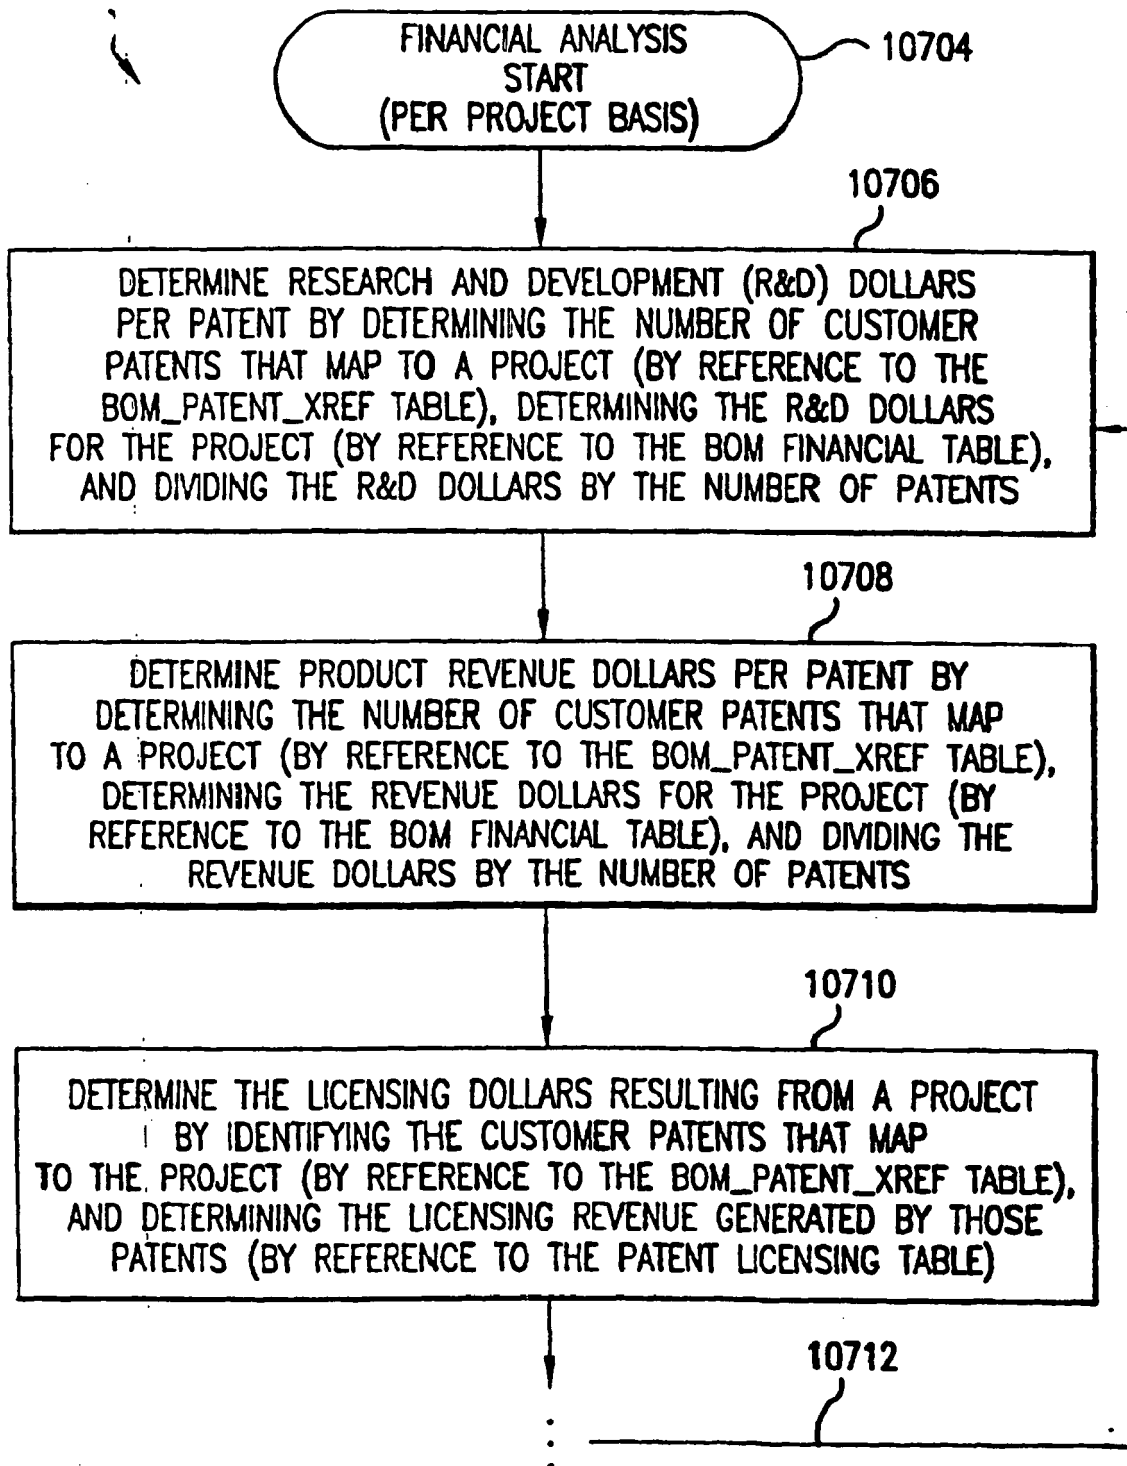 FINANCIAL ANALYSIS
START
(PER PROJECT BASIS)
10704
10706
DETERMINE RESEARCH AND DEVELOPMENT (R&D) DOLLARS
PER PATENT BY DETERMINING THE NUMBER OF CUSTOMER
PATENTS THAT MAP TO A PROJECT (BY REFERENCE TO THE
BOM_PATENT_XREF TABLE), DETERMINING THE R&D DOLLARS
FOR THE PROJECT (BY REFERENCE TO THE BOM FINANCIAL TABLE),
AND DIVIDING THE R&D DOLLARS BY THE NUMBER OF PATENTS
10708
DETERMINE PRODUCT REVENUE DOLLARS PER PATENT BY
DETERMINING THE NUMBER OF CUSTOMER PATENTS THAT MAP
TO A PROJECT (BY REFERENCE TO THE BOM_PATENT_XREF TABLE),
DETERMINING THE REVENUE DOLLARS FOR THE PROJECT (BY
REFERENCE TO THE BOM FINANCIAL TABLE), AND DIVIDING THE
REVENUE DOLLARS BY THE NUMBER OF PATENTS
10710
DETERMINE THE LICENSING DOLLARS RESULTING FROM A PROJECT
BY IDENTIFYING THE CUSTOMER PATENTS THAT MAP
TO THE PROJECT (BY REFERENCE TO THE BOM_PATENT_XREF TABLE),
AND DETERMINING THE LICENSING REVENUE GENERATED BY THOSE
PATENTS (BY REFERENCE TO THE PATENT LICENSING TABLE)
10712